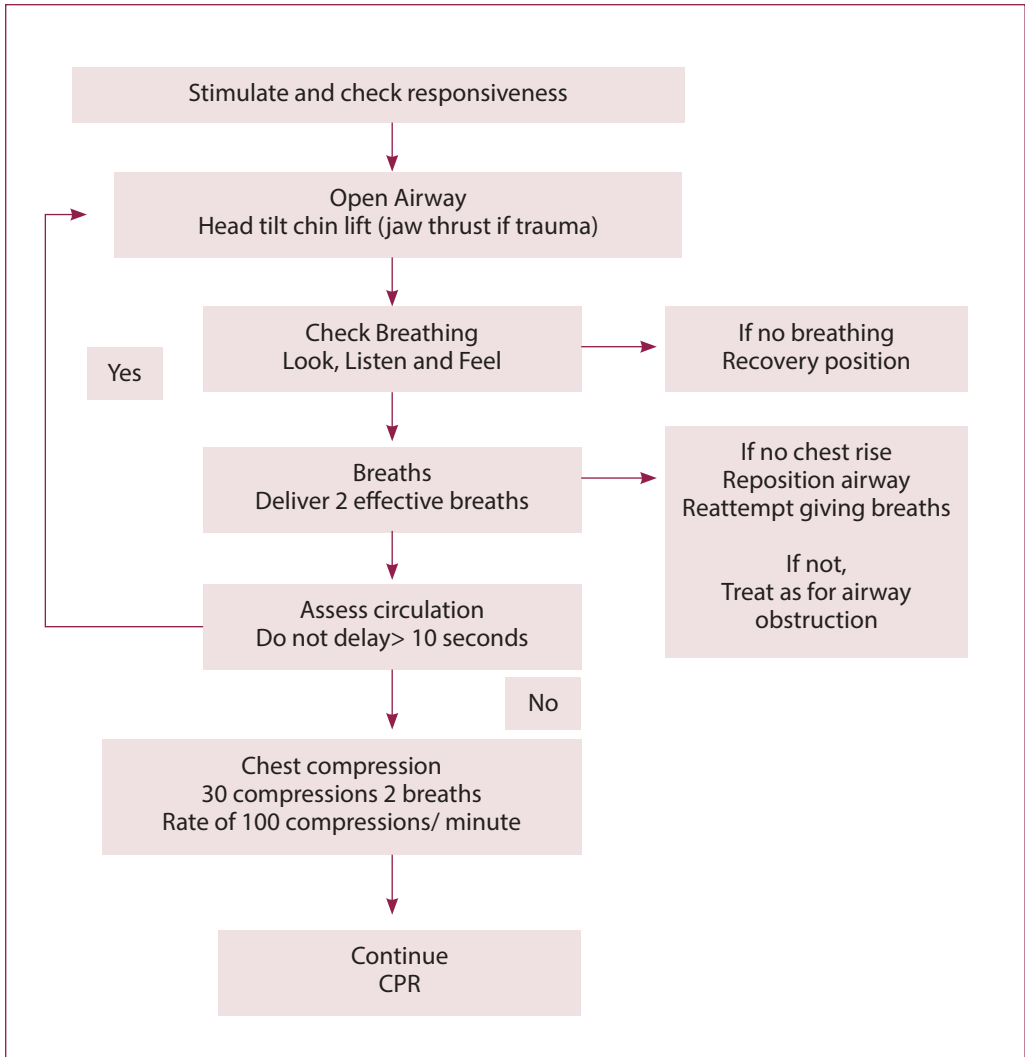 Stimulate and check responsiveness
Open Airway
Head tilt chin lift (jaw thrust if trauma)
Check Breathing
Look, Listen and Feel
If no breathing
Recovery position
Yes
Breaths
Deliver 2 effective breaths
If no chest rise
Reposition airway
Reattempt giving breaths
If not,
Treat as for airway
obstruction
Assess circulation
Do not delay> 10 seconds
No
Chest compression
30 compressions 2 breaths
Rate of 100 compressions/ minute
Continue
CPR